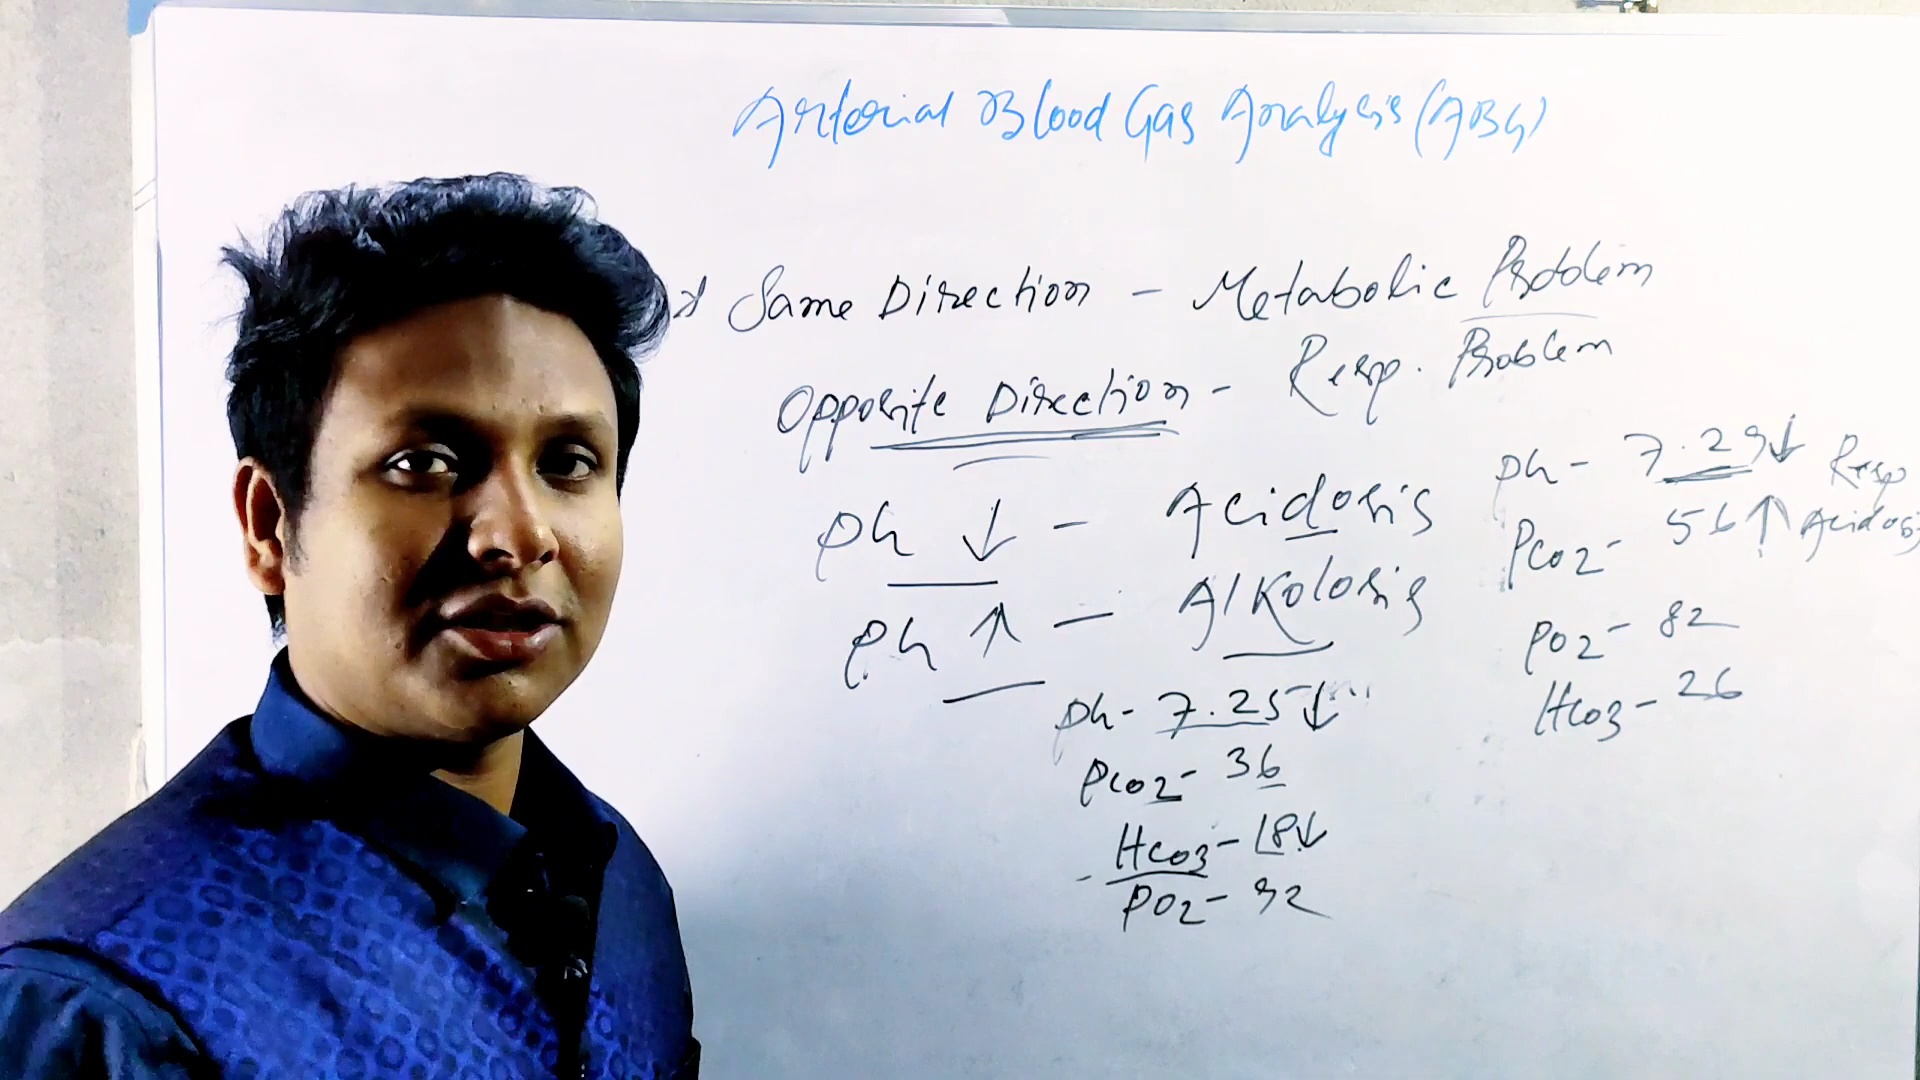 Arterial Blood Gas Analysis (ABG)
* Same Direction - Metabolic Problem
Opposite Direction - Resp. Problem
ph ↓ - Acidosis
ph ↑ - Alkolosis
ph - 7.25 ↓
PCO2 - 36
HCO3 - 18 ↓
PO2 - 92
ph - 7.29 ↓ Resp
PCO2 - 56 ↑ Acidosis
PO2 - 82
HCO3 - 26